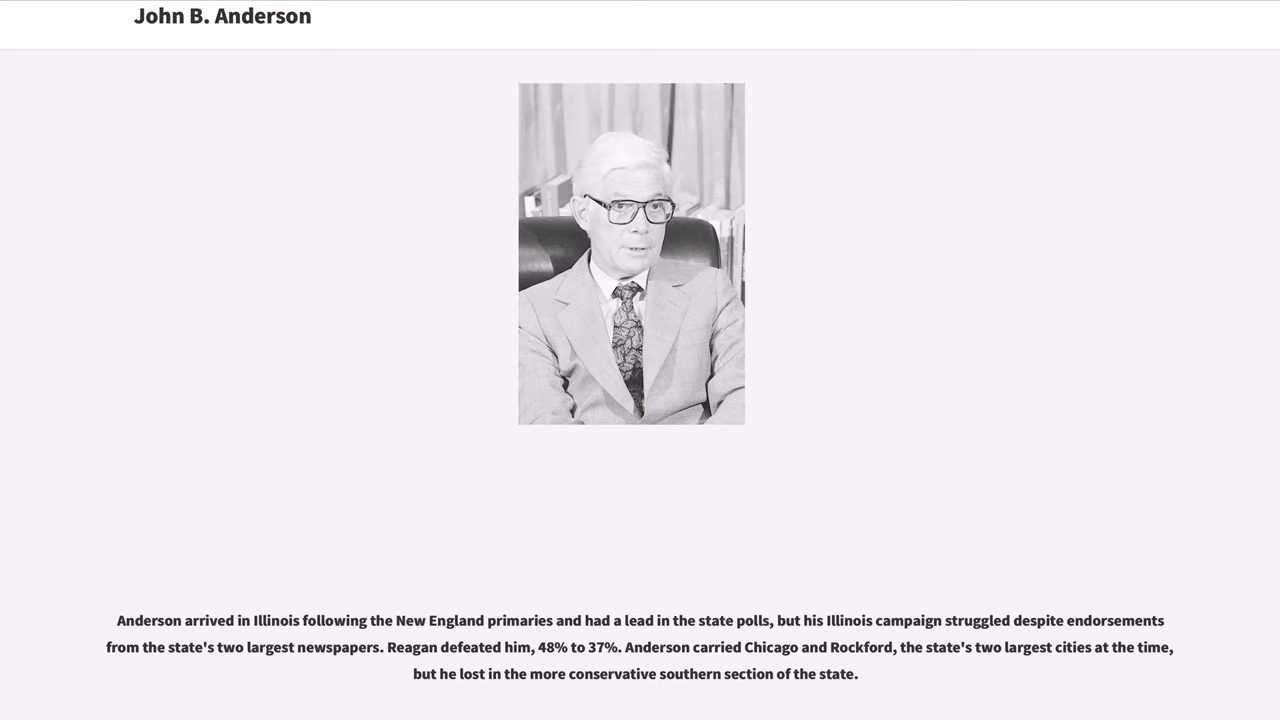 John B. Anderson
Anderson arrived in Illinois following the New England primaries and had a lead in the state polls, but his Illinois campaign struggled despite endorsements
from the state's two largest newspapers. Reagan defeated him, 48% to 37%. Anderson carried Chicago and Rockford, the state's two largest cities at the time,
but he lost in the more conservative southern section of the state.